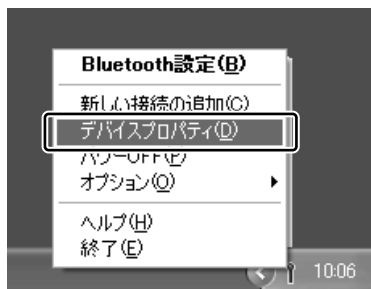 Bluetooth設定(B)
新しい接続の追加(C)
デバイスプロパティ(D)
パワーOFF(P)
オプション(O)
ヘルプ(H)
終了(E)
10:06